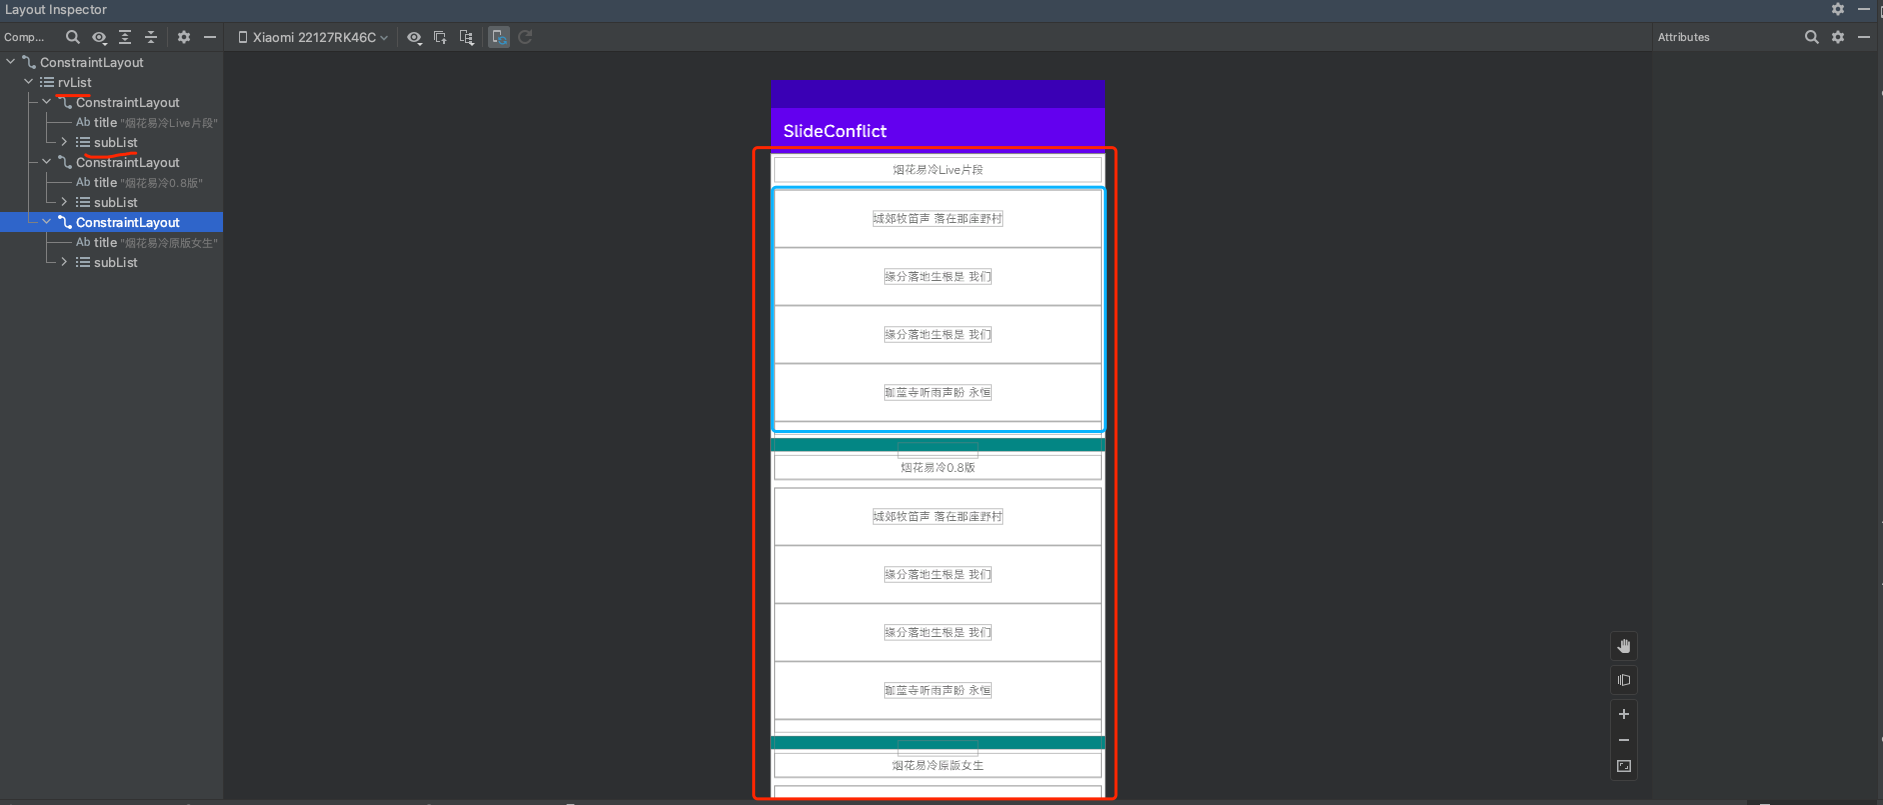 Layout Inspector
Comp...
Xiaomi 22127RK46C
Attributes
ConstraintLayout
rvList
ConstraintLayout
Ab title "烟花易冷Live片段"
subList
ConstraintLayout
Ab title "烟花易冷0.8版"
subList
ConstraintLayout
Ab title "烟花易冷原版女生"
subList
SlideConflict
烟花易冷Live片段
城郊牧笛声 落在那座野村
缘分落地生根是 我们
缘分落地生根是 我们
珈蓝寺听雨声盼 永恒
烟花易冷0.8版
城郊牧笛声 落在那座野村
缘分落地生根是 我们
缘分落地生根是 我们
珈蓝寺听雨声盼 永恒
烟花易冷原版女生